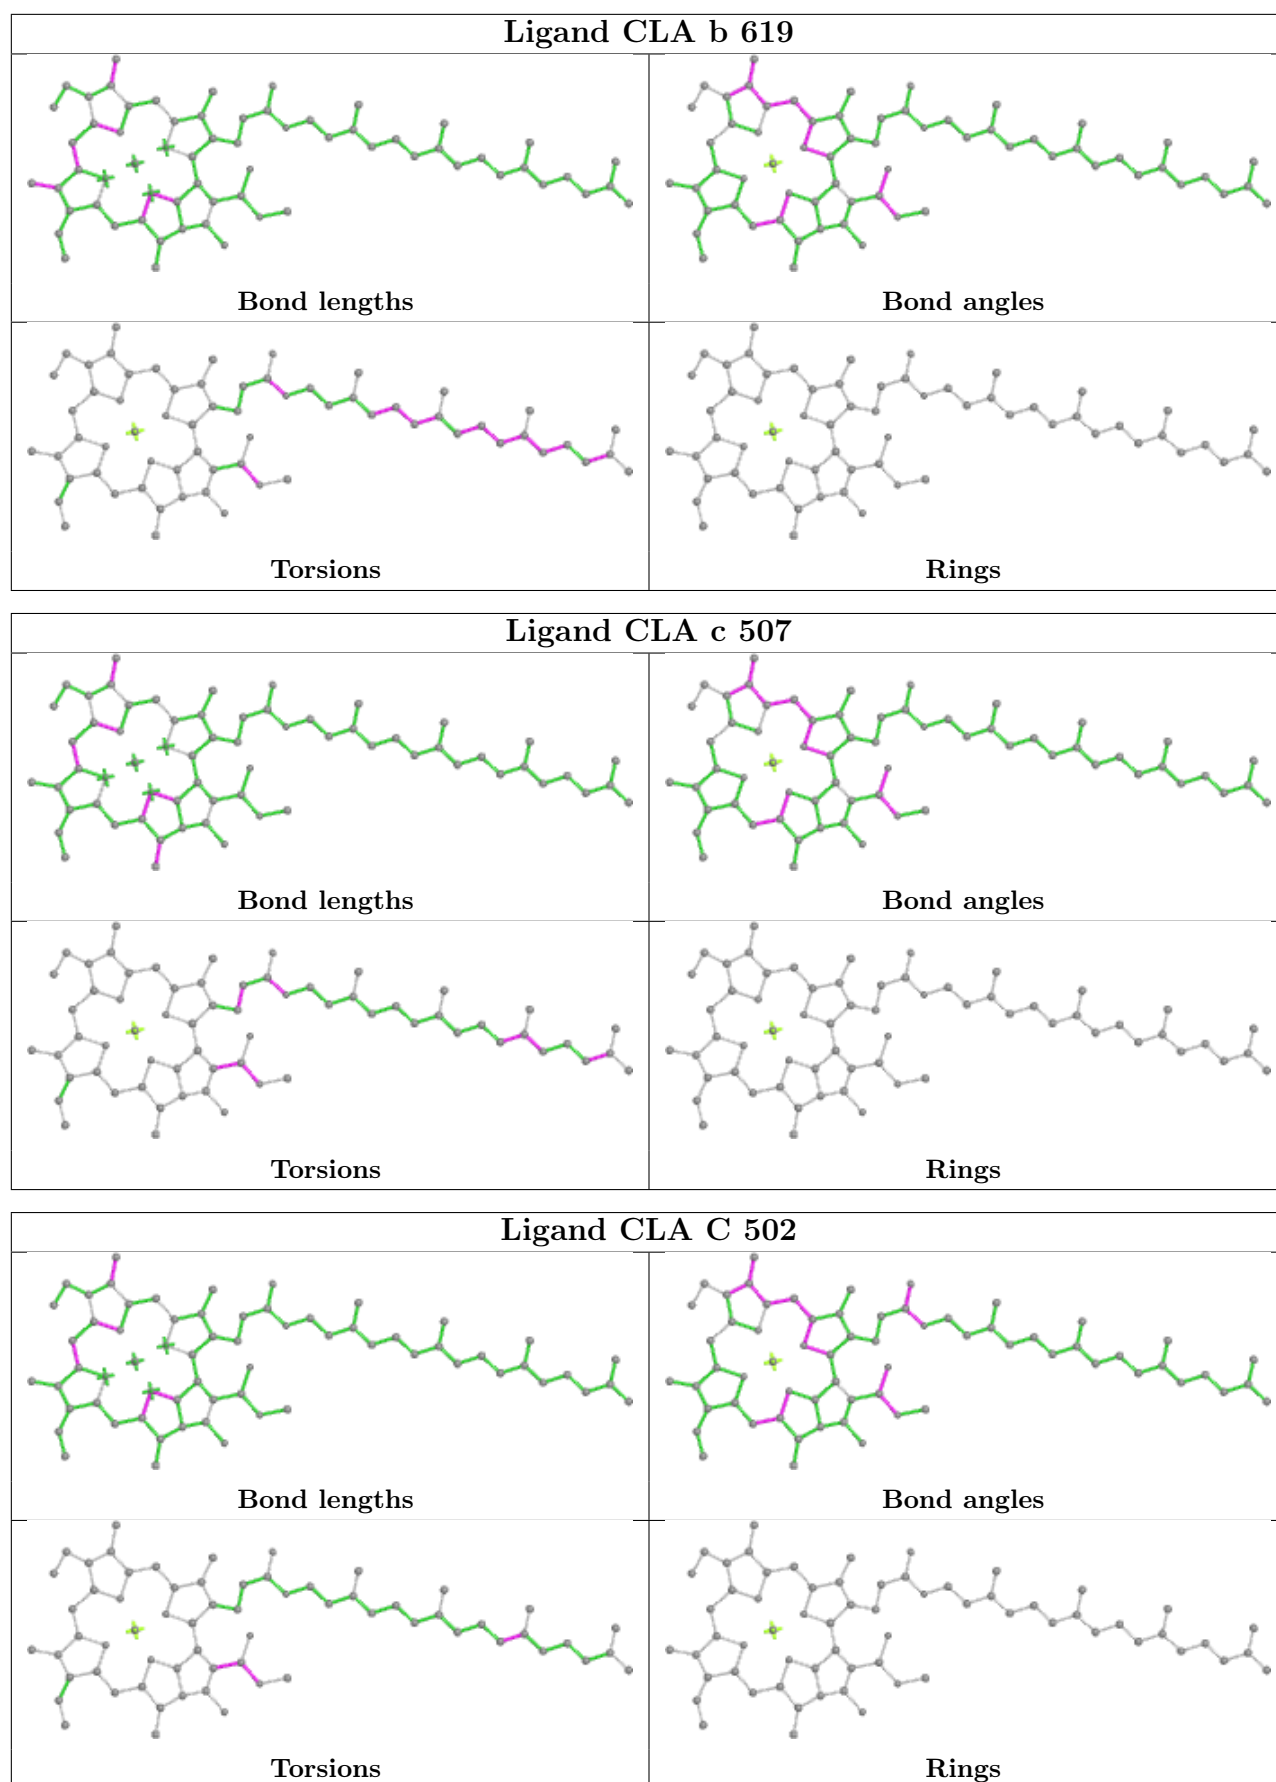 Ligand CLA b 619
Bond lengths
Bond angles
Torsions
Rings
Ligand CLA c 507
Bond lengths
Bond angles
Torsions
Rings
Ligand CLA C 502
Bond lengths
Bond angles
Torsions
Rings